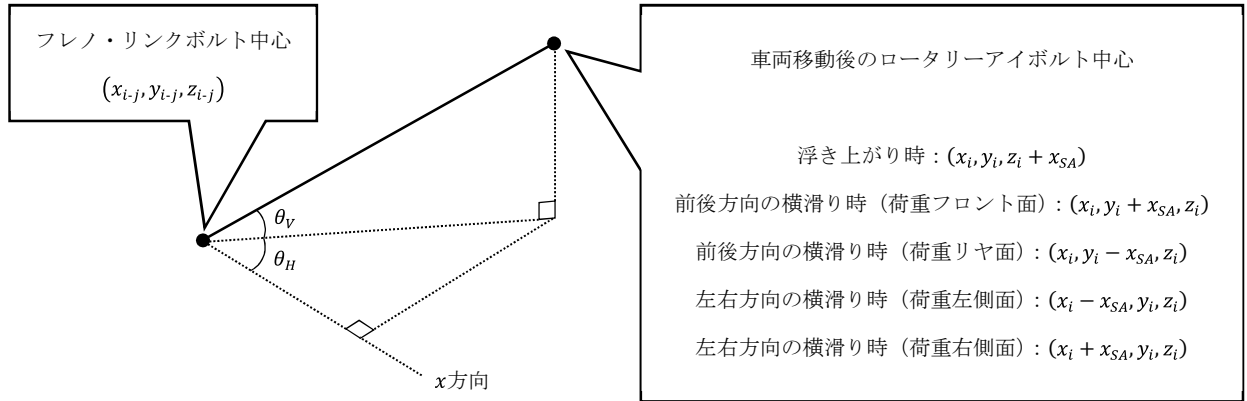 フレノ・リンクボルト中心
(x_{i-j}, y_{i-j}, z_{i-j})
車両移動後のロータリーアイボルト中心
浮き上がり時：(x_i, y_i, z_i + x_{SA})
前後方向の横滑り時（荷重フロント面）：(x_i, y_i + x_{SA}, z_i)
前後方向の横滑り時（荷重リヤ面）：(x_i, y_i − x_{SA}, z_i)
左右方向の横滑り時（荷重左側面）：(x_i − x_{SA}, y_i, z_i)
左右方向の横滑り時（荷重右側面）：(x_i + x_{SA}, y_i, z_i)
θ_V
θ_H
x方向